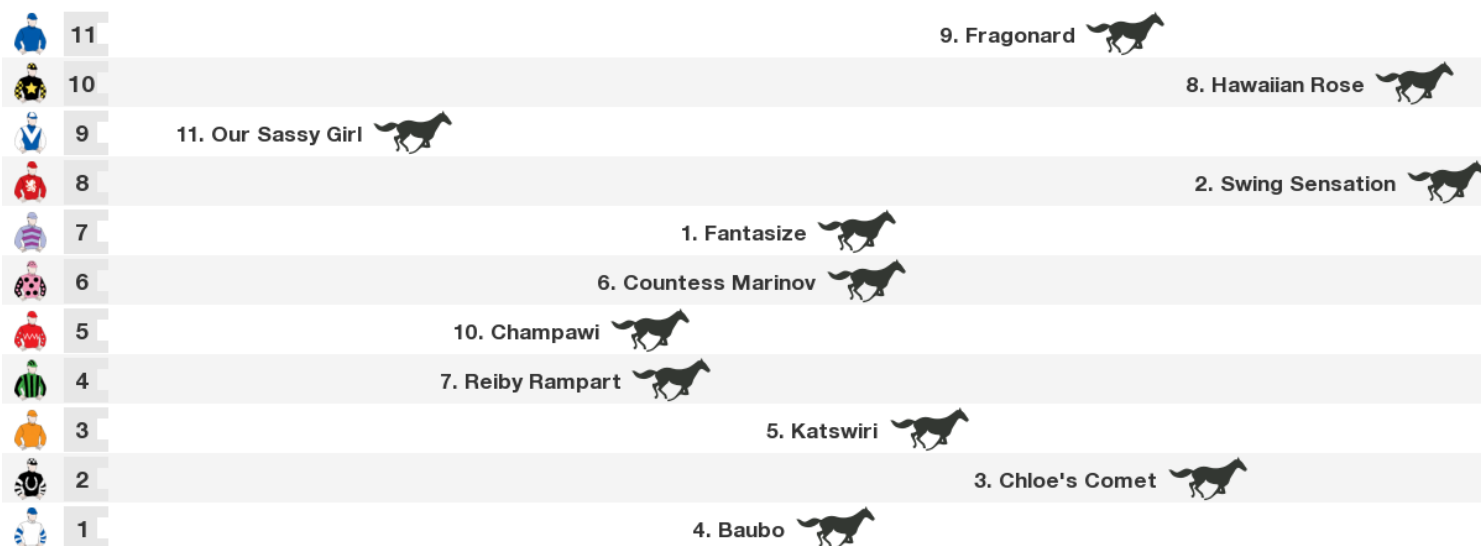 11 9. Fragonard
10 8. Hawaiian Rose
9 11. Our Sassy Girl
8 2. Swing Sensation
7 1. Fantasize
6 6. Countess Marinov
5 10. Champawi
4 7. Reiby Rampart
3 5. Katswiri
2 3. Chloe's Comet
1 4. Baubo